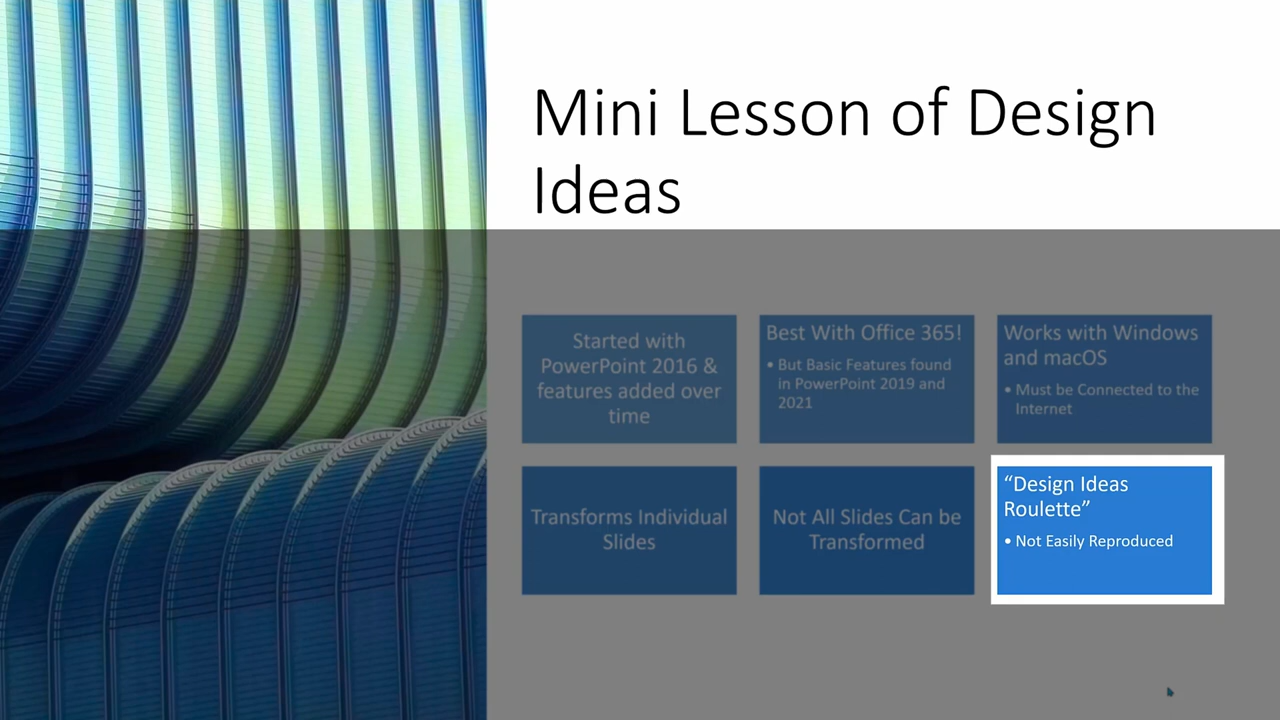 Mini Lesson of Design
Ideas
Started with
PowerPoint 2016 &
features added over
time
Best With Office 365!
• But Basic Features found
in PowerPoint 2019 and
2021
Works with Windows
and macOS
• Must be Connected to the
Internet
Transforms Individual
Slides
Not All Slides Can be
Transformed
“Design Ideas
Roulette”
• Not Easily Reproduced